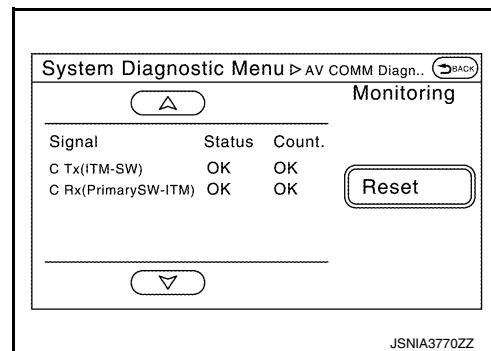 System Diagnostic Menu ▷ AV COMM Diagn.. BACK
Monitoring
Signal Status Count.
C Tx(ITM-SW) OK OK
C Rx(PrimarySW-ITM) OK OK
Reset
JSNIA3770ZZ